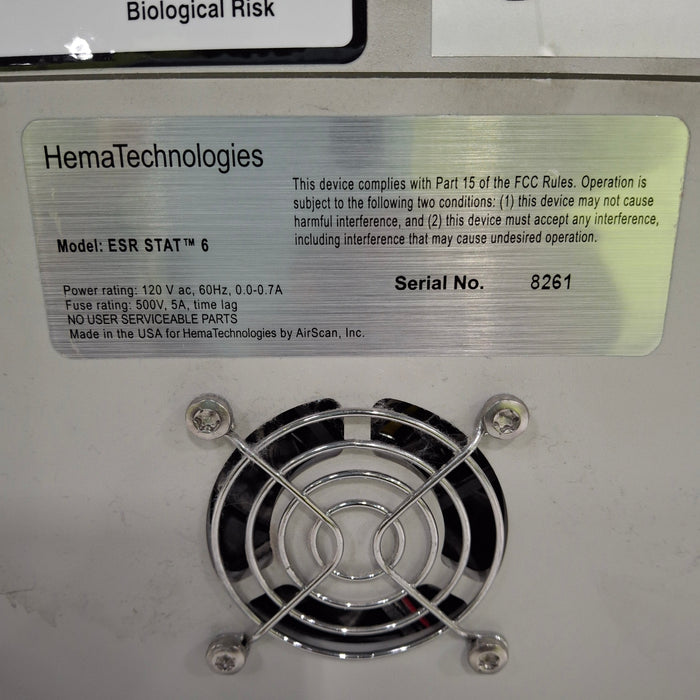 Biological Risk
HemaTechnologies
This device complies with Part 15 of the FCC Rules. Operation is
subject to the following two conditions: (1) this device may not cause
harmful interference, and (2) this device must accept any interference,
including interference that may cause undesired operation.
Model: ESR STAT™ 6
Serial No. 8261
Power rating: 120 V ac, 60Hz, 0.0-0.7A
Fuse rating: 500V, 5A, time lag
NO USER SERVICEABLE PARTS
Made in the USA for HemaTechnologies by AirScan, Inc.